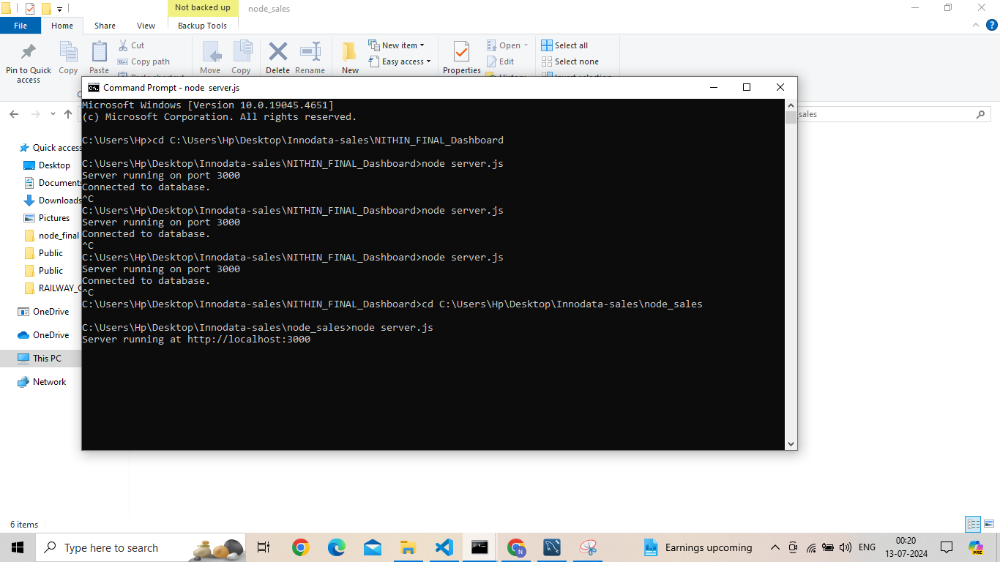 Not backed up
node_sales
File
Home
Share
View
Backup Tools
Pin to Quick access
Copy
Paste
Cut
Copy path
Move
Copy
Delete
Rename
New
New item
Easy access
Properties
Open
Edit
Select all
Select none
Command Prompt - node server.js
Microsoft Windows [Version 10.0.19045.4651]
(c) Microsoft Corporation. All rights reserved.
C:\Users\Hp>cd C:\Users\Hp\Desktop\Innodata-sales\NITHIN_FINAL_Dashboard
C:\Users\Hp\Desktop\Innodata-sales\NITHIN_FINAL_Dashboard>node server.js
Server running on port 3000
Connected to database.
^C
C:\Users\Hp\Desktop\Innodata-sales\NITHIN_FINAL_Dashboard>node server.js
Server running on port 3000
Connected to database.
^C
C:\Users\Hp\Desktop\Innodata-sales\NITHIN_FINAL_Dashboard>node server.js
Server running on port 3000
Connected to database.
^C
C:\Users\Hp\Desktop\Innodata-sales\NITHIN_FINAL_Dashboard>cd C:\Users\Hp\Desktop\Innodata-sales\node_sales
C:\Users\Hp\Desktop\Innodata-sales\node_sales>node server.js
Server running at http://localhost:3000
_sales
Quick access
Desktop
Documents
Downloads
Pictures
node_final
Public
Public
RAILWAY_C
OneDrive
OneDrive
This PC
Network
6 items
Type here to search
N
Earnings upcoming
ENG
00:20
13-07-2024
PRE